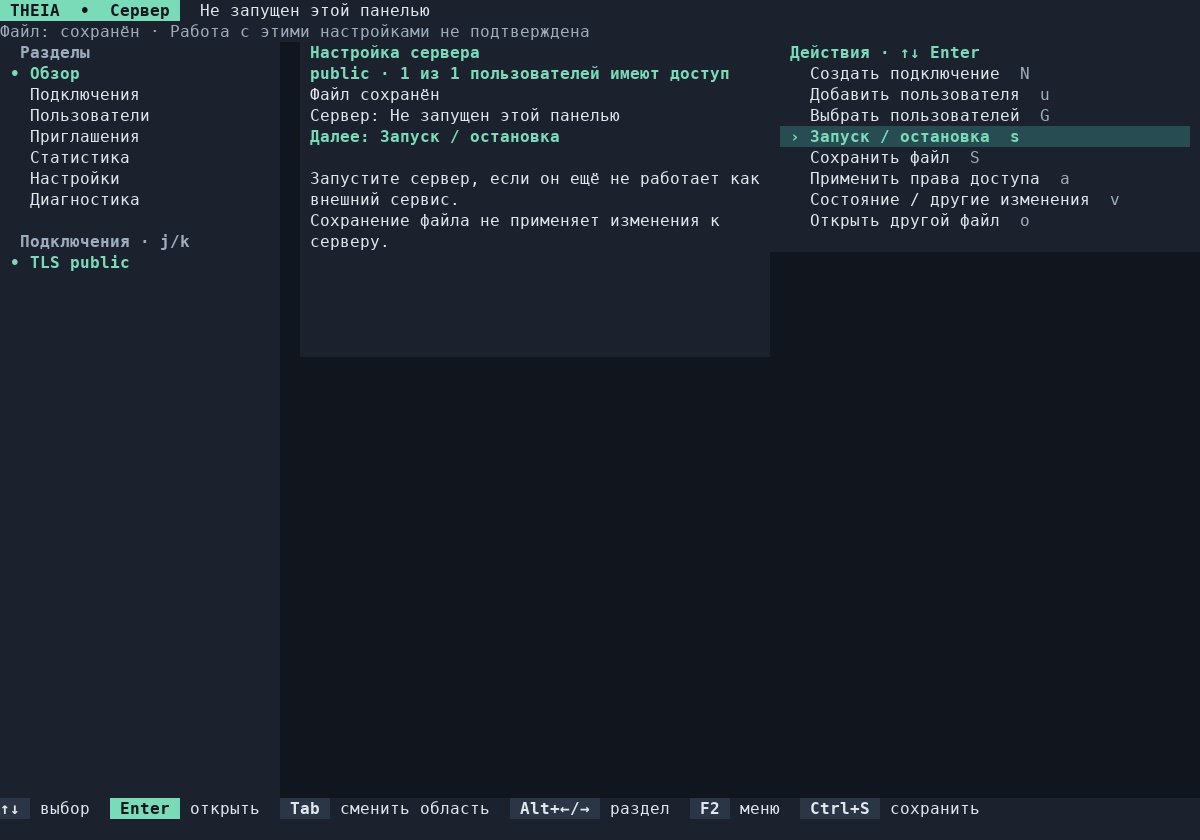 THEIA • Сервер Не запущен этой панелью
Файл: сохранён · Работа с этими настройками не подтверждена
Разделы
• Обзор
Подключения
Пользователи
Приглашения
Статистика
Настройки
Диагностика
Подключения · j/k
• TLS public
Настройка сервера
public · 1 из 1 пользователей имеют доступ
Файл сохранён
Сервер: Не запущен этой панелью
Далее: Запуск / остановка
Запустите сервер, если он ещё не работает как
внешний сервис.
Сохранение файла не применяет изменения к
серверу.
Действия · ↑↓ Enter
Создать подключение N
Добавить пользователя u
Выбрать пользователей G
› Запуск / остановка s
Сохранить файл S
Применить права доступа a
Состояние / другие изменения v
Открыть другой файл o
↑↓ выбор Enter открыть Tab сменить область Alt+←/→ раздел F2 меню Ctrl+S сохранить